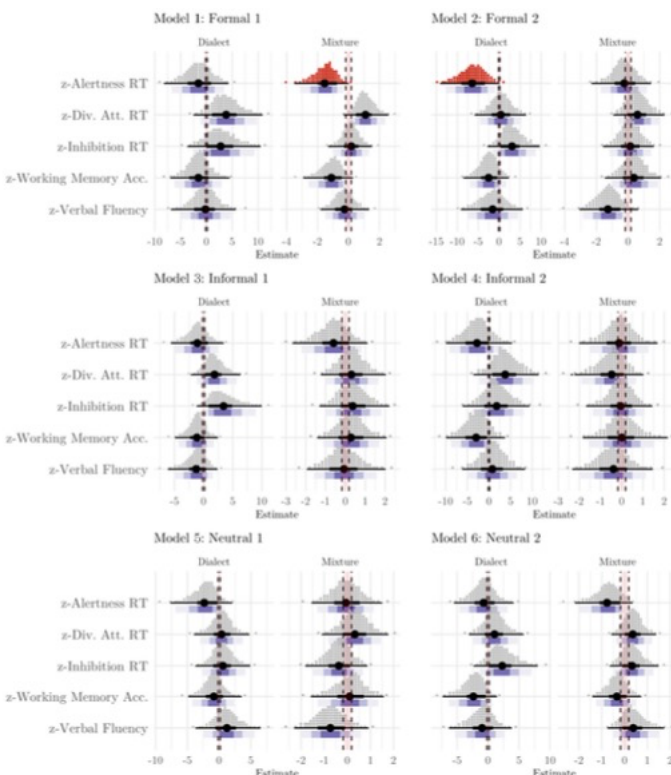 Model 1: Formal 1
Model 2: Formal 2
Dialect
Mixture
Dialect
Mixture
z-Alertness RT
z-Div. Att. RT
z-Inhibition RT
z-Working Memory Acc.
z-Verbal Fluency
-10 -5 0 5 10
-4 -2 0 2
-15 -10 -5 0 5 10
-4 -2 0 2
Estimate
Estimate
Model 3: Informal 1
Model 4: Informal 2
Dialect
Mixture
Dialect
Mixture
z-Alertness RT
z-Div. Att. RT
z-Inhibition RT
z-Working Memory Acc.
z-Verbal Fluency
-5 0 5 10
-3 -2 -1 0 1 2
-10 -5 0 5 10
-3 -2 -1 0 1 2
Estimate
Estimate
Model 5: Neutral 1
Model 6: Neutral 2
Dialect
Mixture
Dialect
Mixture
z-Alertness RT
z-Div. Att. RT
z-Inhibition RT
z-Working Memory Acc.
z-Verbal Fluency
-5 0 5
-2 -1 0 1 2
-5 0 5
-2 -1 0 1 2
Estimate
Estimate